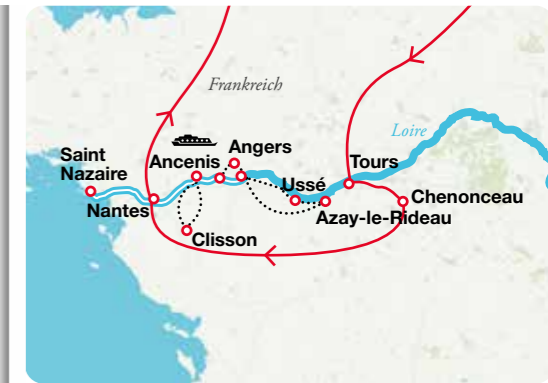 Frankreich
Loire
Saint
Nazaire
Ancenis
Angers
Tours
Nantes
Ussé
Chenonceau
Azay-le-Rideau
Clisson